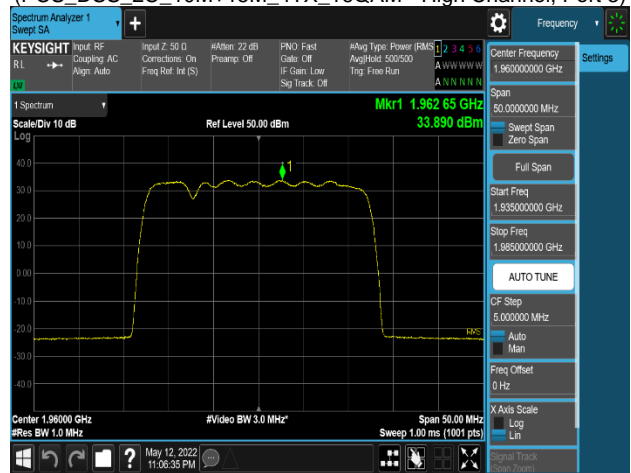 Spectrum Analyzer 1
Swept SA
Frequency
KEYSIGHT
Input: RF
Input Z: 50 Ω
#Atten: 22 dB
PNO: Fast
#Avg Type: Power (RMS
1 2 3 4 5 6
RL
Coupling: AC
Corrections: On
Preamp: Off
Gate: Off
Avg|Hold: 500/500
A W W W W W
Align: Auto
Freq Ref: Int (S)
IF Gain: Low
Trig: Free Run
Sig Track: Off
A N N N N N
LXI
1 Spectrum
Mkr1 1.962 65 GHz
Scale/Div 10 dB
Ref Level 50.00 dBm
33.890 dBm
Log
1
40.0
30.0
20.0
10.0
0.00
-10.0
-20.0
RMS
-30.0
-40.0
Center 1.96000 GHz
#Video BW 3.0 MHz*
Span 50.00 MHz
#Res BW 1.0 MHz
Sweep 1.00 ms (1001 pts)
May 12, 2022
11:06:35 PM
Center Frequency
1.960000000 GHz
Settings
Span
50.0000000 MHz
Swept Span
Zero Span
Full Span
Start Freq
1.935000000 GHz
Stop Freq
1.985000000 GHz
AUTO TUNE
CF Step
5.000000 MHz
Auto
Man
Freq Offset
0 Hz
X Axis Scale
Log
Lin
Signal Track
(Span Zoom)